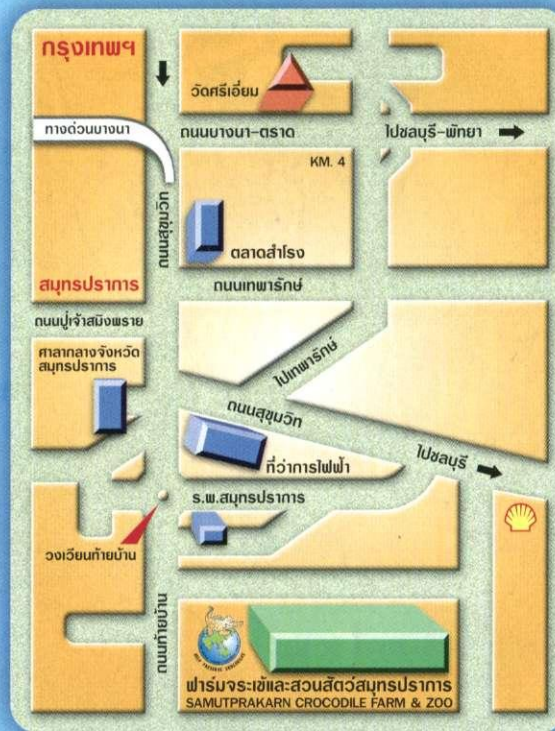 กรุงเทพฯ
วัดศรีเอี่ยม
ทางด่วนบางนา
ถนนบางนา-ตราด
ไปชลบุรี-พัทยา
KM. 4
ถนนสุขุมวิท
ตลาดสำโรง
สมุทรปราการ
ถนนเทพารักษ์
ถนนปู่เจ้าสมิงพราย
ศาลากลางจังหวัด
สมุทรปราการ
ไปเทพารักษ์
ถนนสุขุมวิท
ไปชลบุรี
ที่ว่าการไฟฟ้า
ร.พ.สมุทรปราการ
วงเวียนท้ายบ้าน
ถนนท้ายบ้าน
ฟาร์มจระเข้และสวนสัตว์สมุทรปราการ
SAMUTPRAKARN CROCODILE FARM & ZOO